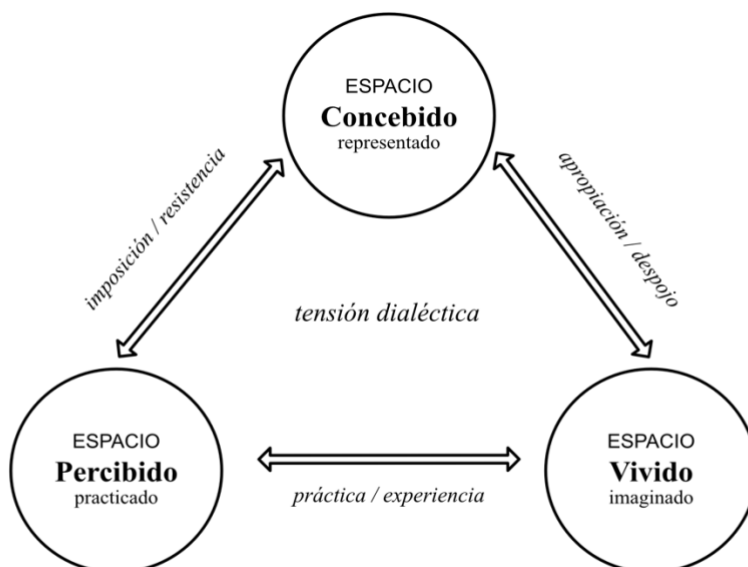 ESPACIO
Concebido
representado
imposición / resistencia
apropiación / despojo
tensión dialéctica
ESPACIO
Percibido
practicado
práctica / experiencia
ESPACIO
Vivido
imaginado